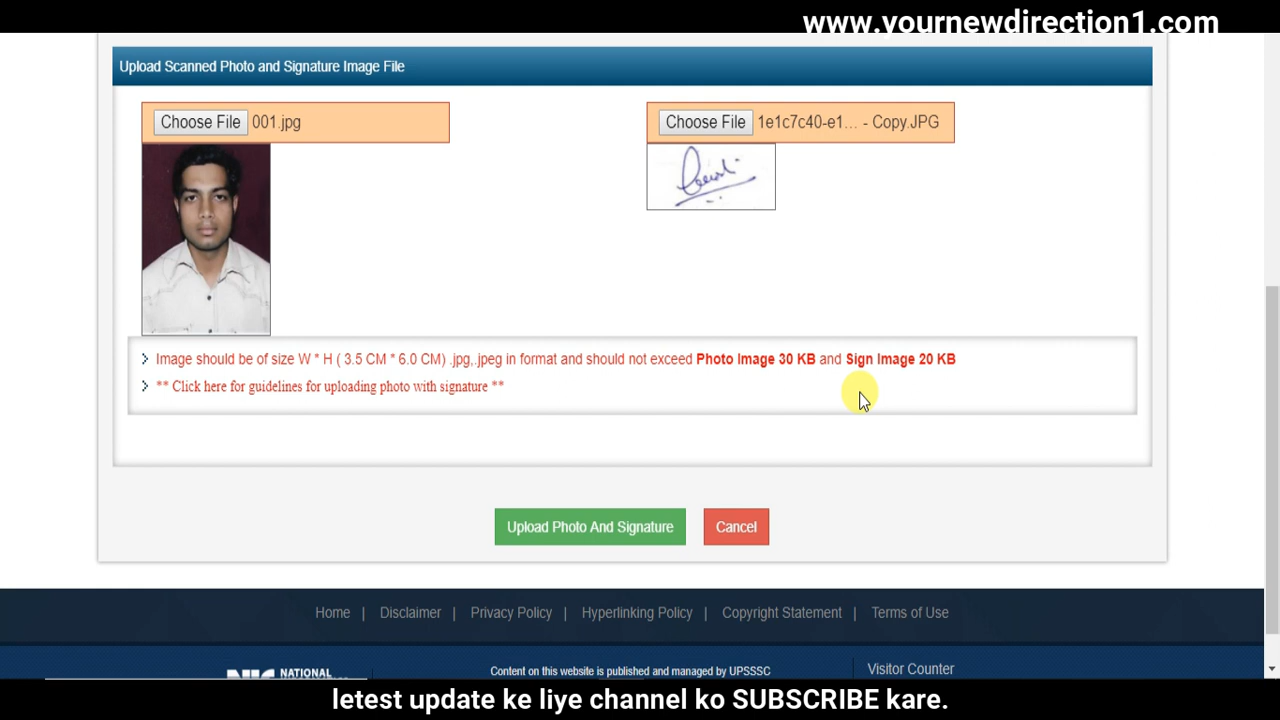 www.yournewdirection1.com
Upload Scanned Photo and Signature Image File
Choose File 001.jpg
Choose File 1e1c7c40-e1... - Copy.JPG
Image should be of size W * H ( 3.5 CM * 6.0 CM) .jpg,.jpeg in format and should not exceed Photo Image 30 KB and Sign Image 20 KB
** Click here for guidelines for uploading photo with signature **
Upload Photo And Signature
Cancel
Home | Disclaimer | Privacy Policy | Hyperlinking Policy | Copyright Statement | Terms of Use
NATIONAL
Content on this website is published and managed by UPSSSC
Visitor Counter
letest update ke liye channel ko SUBSCRIBE kare.